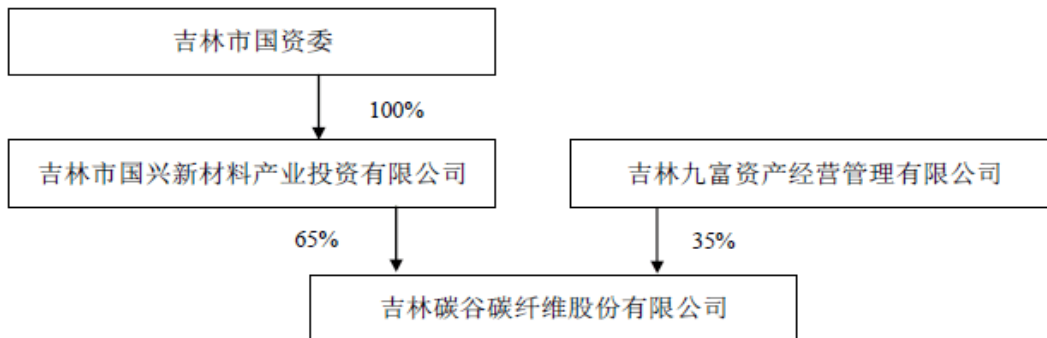 吉林市国资委
100%
吉林市国兴新材料产业投资有限公司
吉林九富资产经营管理有限公司
65%
35%
吉林碳谷碳纤维股份有限公司